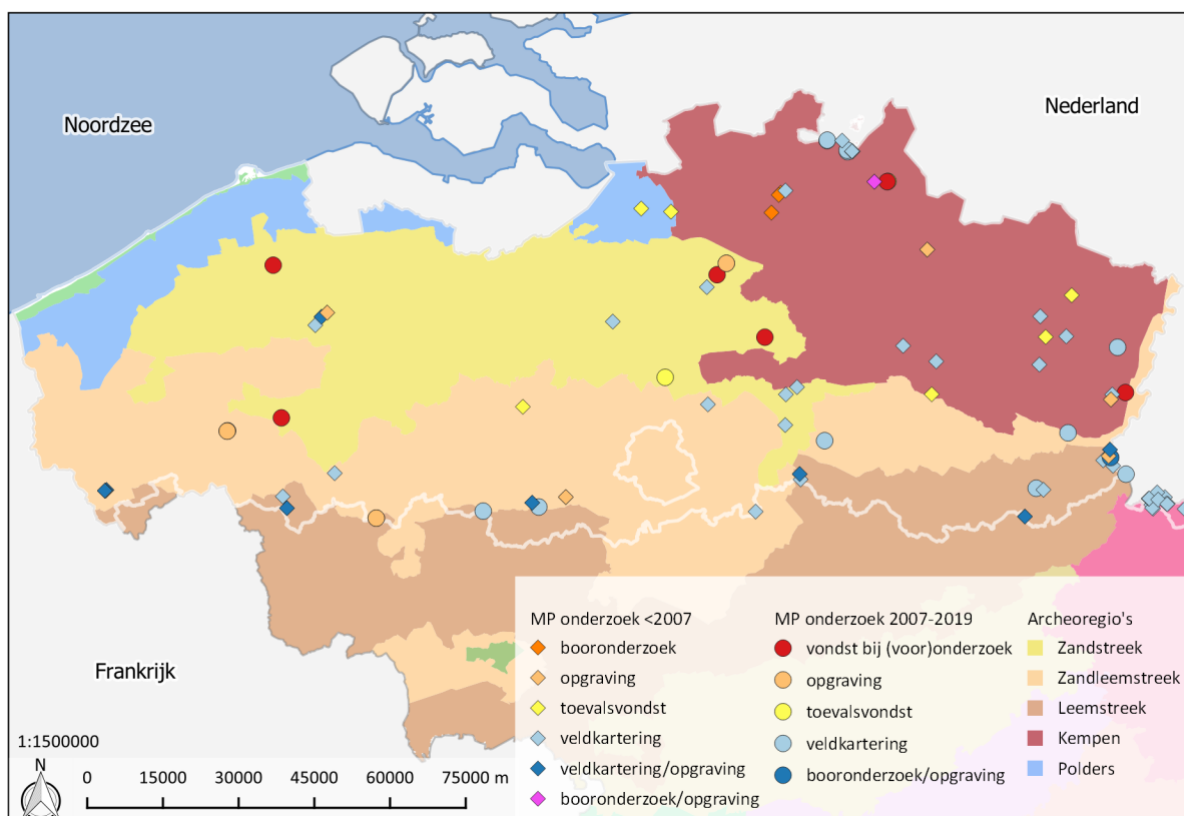 Noordzee
Nederland
Frankrijk
1:1500000
N
0 15000 30000 45000 60000 75000 m
MP onderzoek <2007
booronderzoek
opgraving
toevalsvondst
veldkartering
veldkartering/opgraving
booronderzoek/opgraving
MP onderzoek 2007-2019
vondst bij (voor)onderzoek
opgraving
toevalsvondst
veldkartering
booronderzoek/opgraving
Archeoregio's
Zandstreek
Zandleemstreek
Leemstreek
Kempen
Polders